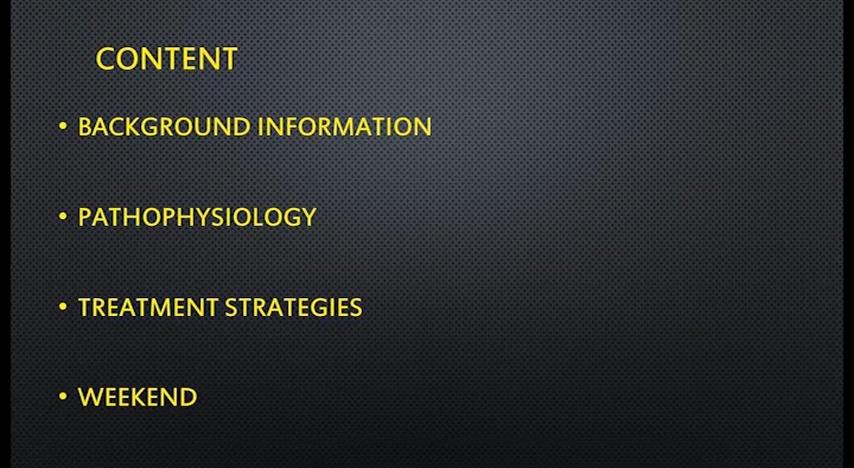 CONTENT
• BACKGROUND INFORMATION
• PATHOPHYSIOLOGY
• TREATMENT STRATEGIES
• WEEKEND